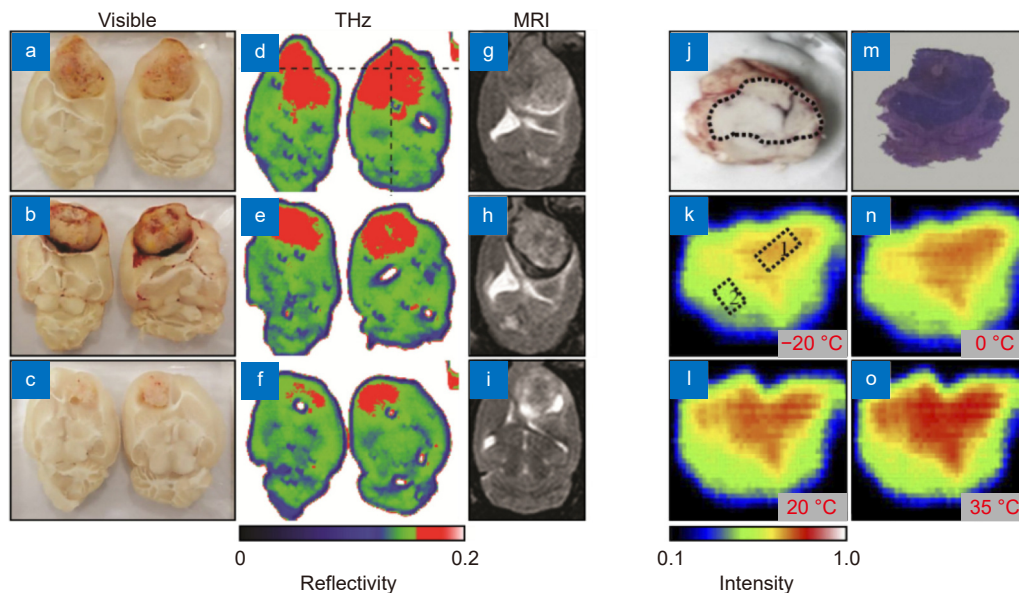 Visible THz MRI
a d g j m
b e h k 1 2 n
−20 °C 0 °C
c f i l o
20 °C 35 °C
0 0.2 0.1 1.0
Reflectivity Intensity